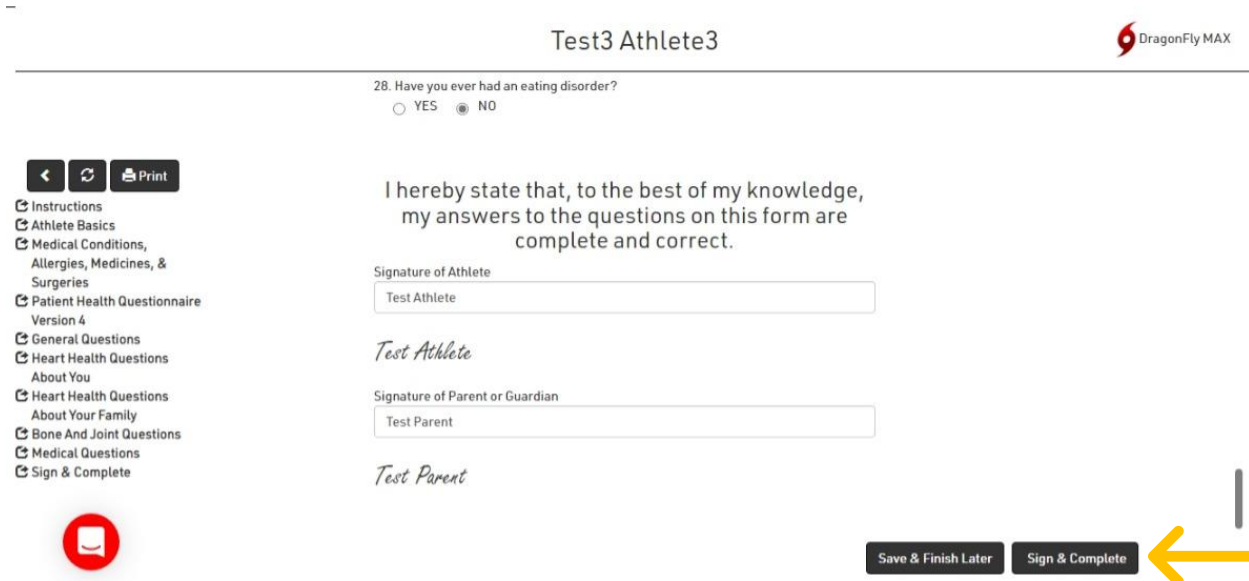 Test3 Athlete3
DragonFly MAX
28. Have you ever had an eating disorder?
YES NO
Print
Instructions
Athlete Basics
Medical Conditions,
Allergies, Medicines, &
Surgeries
Patient Health Questionnaire
Version 4
General Questions
Heart Health Questions
About You
Heart Health Questions
About Your Family
Bone And Joint Questions
Medical Questions
Sign & Complete
I hereby state that, to the best of my knowledge,
my answers to the questions on this form are
complete and correct.
Signature of Athlete
Test Athlete
Test Athlete
Signature of Parent or Guardian
Test Parent
Test Parent
Save & Finish Later Sign & Complete